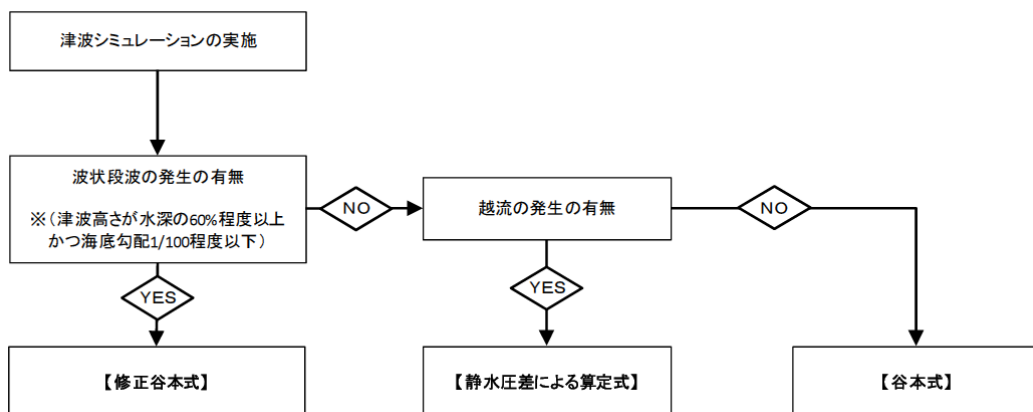 津波シミュレーションの実施
波状段波の発生の有無
※（津波高さが水深の60%程度以上
かつ海底勾配1/100程度以下）
NO
越流の発生の有無
NO
YES
YES
【修正谷本式】
【静水圧差による算定式】
【谷本式】